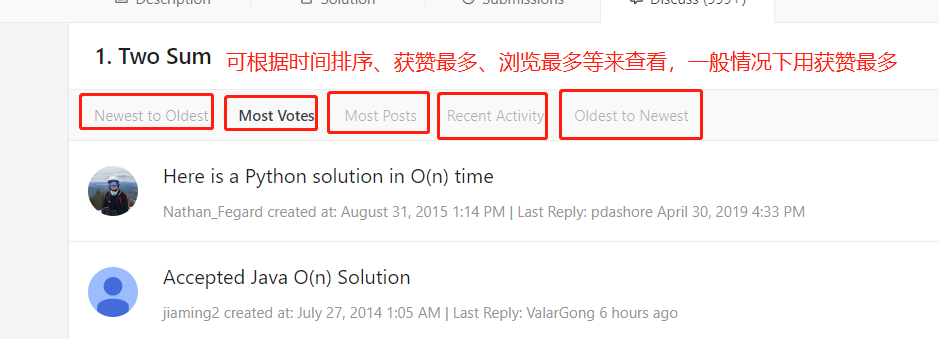 Description Solution Submissions Discuss (999+)
1. Two Sum 可根据时间排序、获赞最多、浏览最多等来查看，一般情况下用获赞最多
Newest to Oldest Most Votes Most Posts Recent Activity Oldest to Newest
Here is a Python solution in O(n) time
Nathan_Fegard created at: August 31, 2015 1:14 PM | Last Reply: pdashore April 30, 2019 4:33 PM
Accepted Java O(n) Solution
jiaming2 created at: July 27, 2014 1:05 AM | Last Reply: ValarGong 6 hours ago